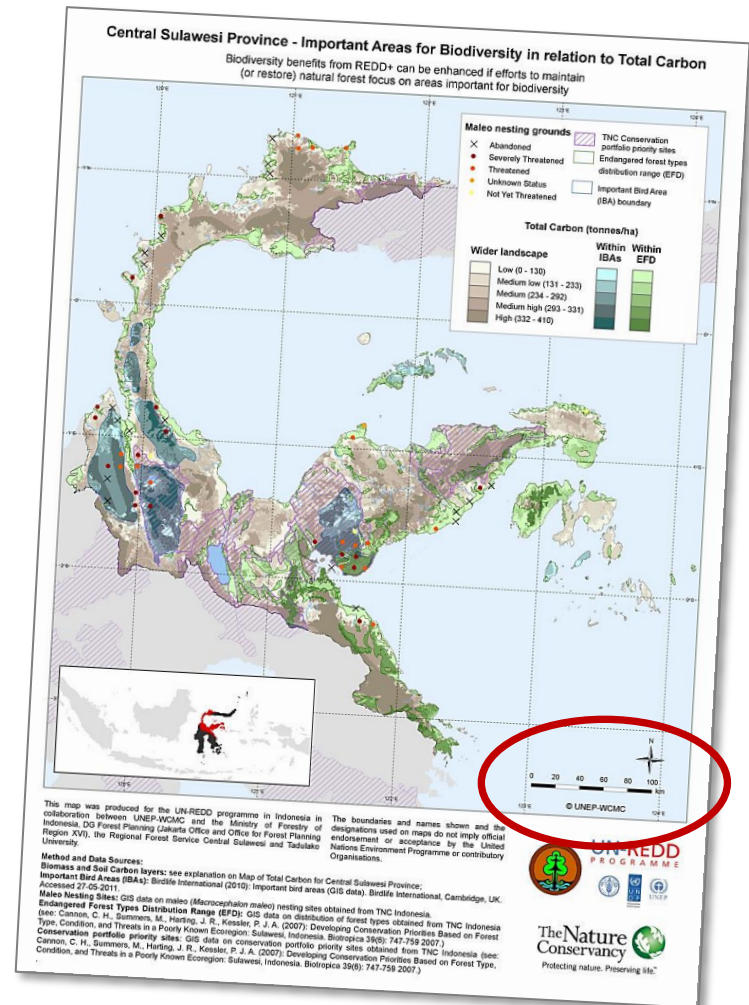 Central Sulawesi Province - Important Areas for Biodiversity in relation to Total Carbon
Biodiversity benefits from REDD+ can be enhanced if efforts to maintain
(or restore) natural forest focus on areas important for biodiversity
120°E
121°E
122°E
123°E
124°E
Maleo nesting grounds
Abandoned
Severely Threatened
Threatened
Unknown Status
Not Yet Threatened
TNC Conservation
portfolio priority sites
Endangered forest types
distribution range (EFD)
Important Bird Area
(IBA) boundary
Total Carbon (tonnes/ha)
Wider landscape
Within
IBAs
Within
EFD
Low (0 - 130)
Medium low (131 - 233)
Medium (234 - 292)
Medium high (293 - 331)
High (332 - 410)
N
0 20 40 60 80 100
km
© UNEP-WCMC
This map was produced for the UN-REDD programme in Indonesia in
collaboration between UNEP-WCMC and the Ministry of Forestry of
Indonesia, DG Forest Planning (Jakarta Office and Office for Forest Planning
Region XVI), the Regional Forest Service Central Sulawesi and Tadulako
University.
The boundaries and names shown and the
designations used on maps do not imply official
endorsement or acceptance by the United
Nations Environment Programme or contributory
Organisations.
Method and Data Sources:
Biomass and Soil Carbon layers: see explanation on Map of Total Carbon for Central Sulawesi Province;
Important Bird Areas (IBAs): Birdlife International (2010): Important bird areas (GIS data). Birdlife International, Cambridge, UK.
Accessed 27-05-2011.
Maleo Nesting Sites: GIS data on maleo (Macrocephalon maleo) nesting sites obtained from TNC Indonesia.
Endangered Forest Types Distribution Range (EFD): GIS data on distribution of forest types obtained from TNC Indonesia
(see: Cannon, C. H., Summers, M., Harting, J. R., Kessler, P. J. A. (2007): Developing Conservation Priorities Based on Forest
Type, Condition, and Threats in a Poorly Known Ecoregion: Sulawesi, Indonesia. Biotropica 39(6): 747-759 2007.)
Conservation portfolio priority sites: GIS data on conservation portfolio priority sites obtained from TNC Indonesia (see:
Cannon, C. H., Summers, M., Harting, J. R., Kessler, P. J. A. (2007): Developing Conservation Priorities Based on Forest Type,
Condition, and Threats in a Poorly Known Ecoregion: Sulawesi, Indonesia. Biotropica 39(6): 747-759 2007.)
UN-REDD
PROGRAMME
UNEP
The Nature
Conservancy
Protecting nature. Preserving life.™